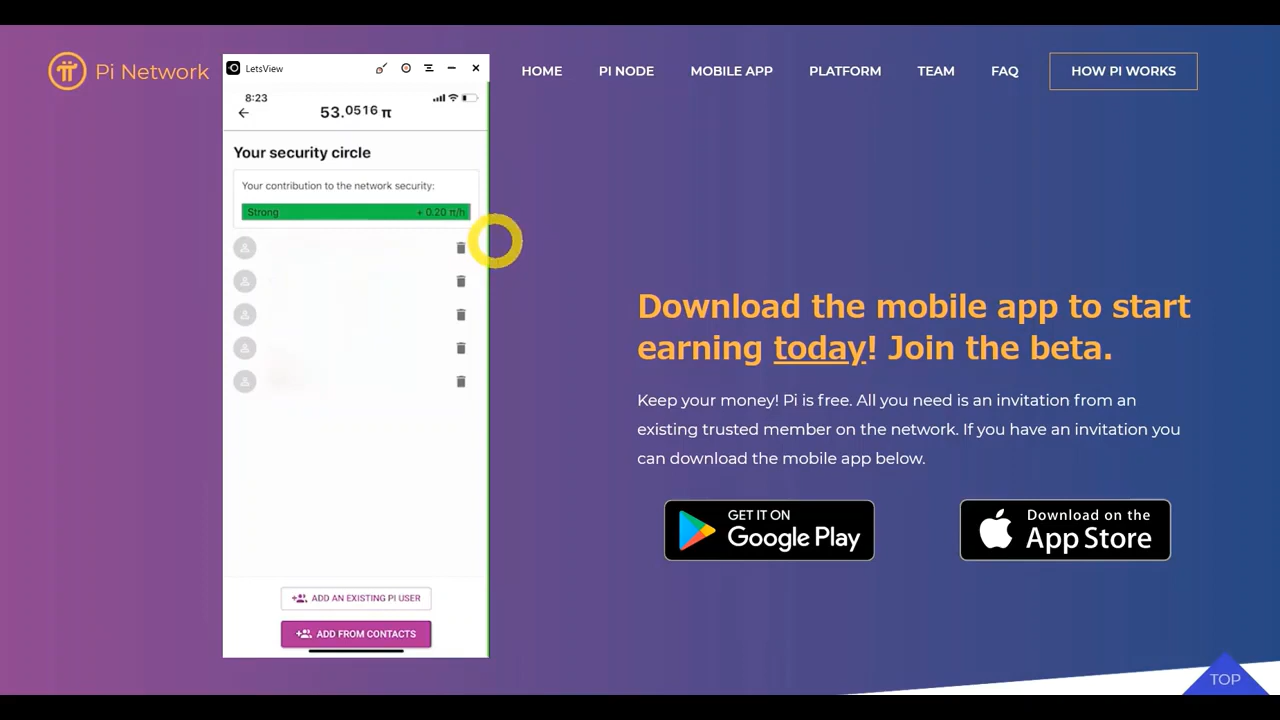 Pi Network
LetsView
HOME
PI NODE
MOBILE APP
PLATFORM
TEAM
FAQ
HOW PI WORKS
8:23
53.0516 π
Your security circle
Your contribution to the network security:
Strong
+ 0.20 π/h
ADD AN EXISTING PI USER
ADD FROM CONTACTS
Download the mobile app to start
earning today! Join the beta.
Keep your money! Pi is free. All you need is an invitation from an
existing trusted member on the network. If you have an invitation you
can download the mobile app below.
GET IT ON
Google Play
Download on the
App Store
TOP